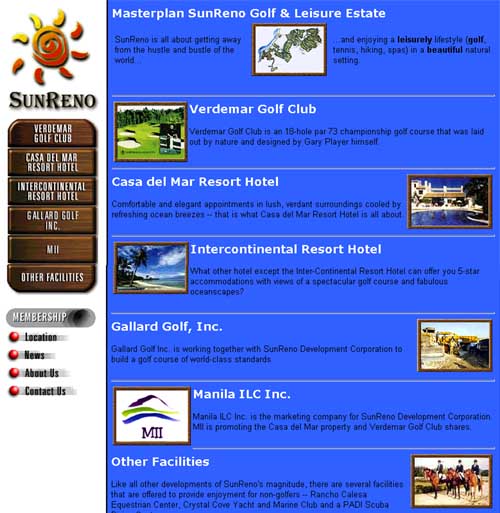 SUNRENO
VERDEMAR
GOLF CLUB
CASA DEL MAR
RESORT HOTEL
INTERCONTINENTAL
RESORT HOTEL
GALLARD GOLF
INC.
MII
OTHER FACILITIES
MEMBERSHIP
Location
News
About Us
Contact Us
Masterplan SunReno Golf & Leisure Estate
SunReno is all about getting away
from the hustle and bustle of the
world...
...and enjoying a leisurely lifestyle (golf,
tennis, hiking, spas) in a beautiful natural
setting.
Verdemar Golf Club
Verdemar Golf Club is an 18-hole par 73 championship golf course that was laid
out by nature and designed by Gary Player himself.
Casa del Mar Resort Hotel
Comfortable and elegant appointments in lush, verdant surroundings cooled by
refreshing ocean breezes -- that is what Casa del Mar Resort Hotel is all about.
Intercontinental Resort Hotel
What other hotel except the Inter-Continental Resort Hotel can offer you 5-star
accommodations with views of a spectacular golf course and fabulous
oceanscapes?
Gallard Golf, Inc.
Gallard Golf Inc. is working together with SunReno Development Corporation to
build a golf course of world-class standards
Manila ILC Inc.
MII
Manila ILC Inc. is the marketing company for SunReno Development Corporation.
MII is promoting the Casa del Mar property and Verdemar Golf Club shares.
Other Facilities
Like all other developments of SunReno's magnitude, there are several facilities
that are offered to provide enjoyment for non-golfers -- Rancho Calesa
Equestrian Center, Crystal Cove Yacht and Marine Club and a PADI Scuba